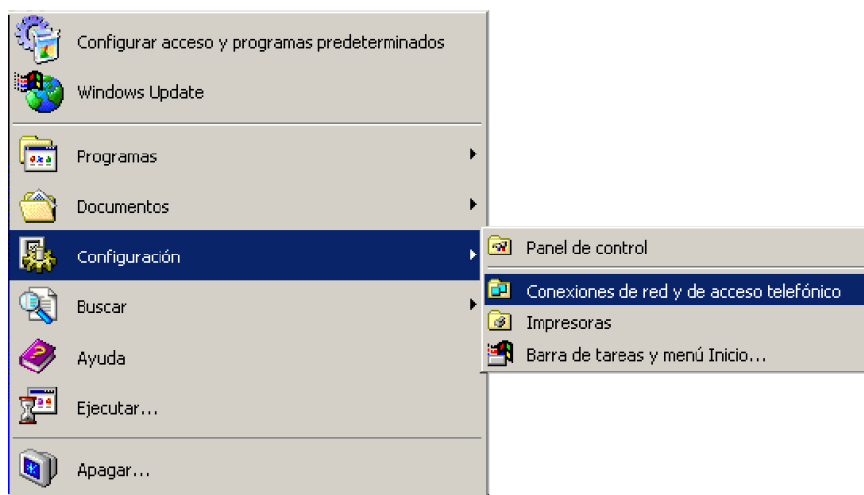 Configurar acceso y programas predeterminados
Windows Update
Programas
Documentos
Configuración
Buscar
Ayuda
Ejecutar...
Apagar...
Panel de control
Conexiones de red y de acceso telefónico
Impresoras
Barra de tareas y menú Inicio...